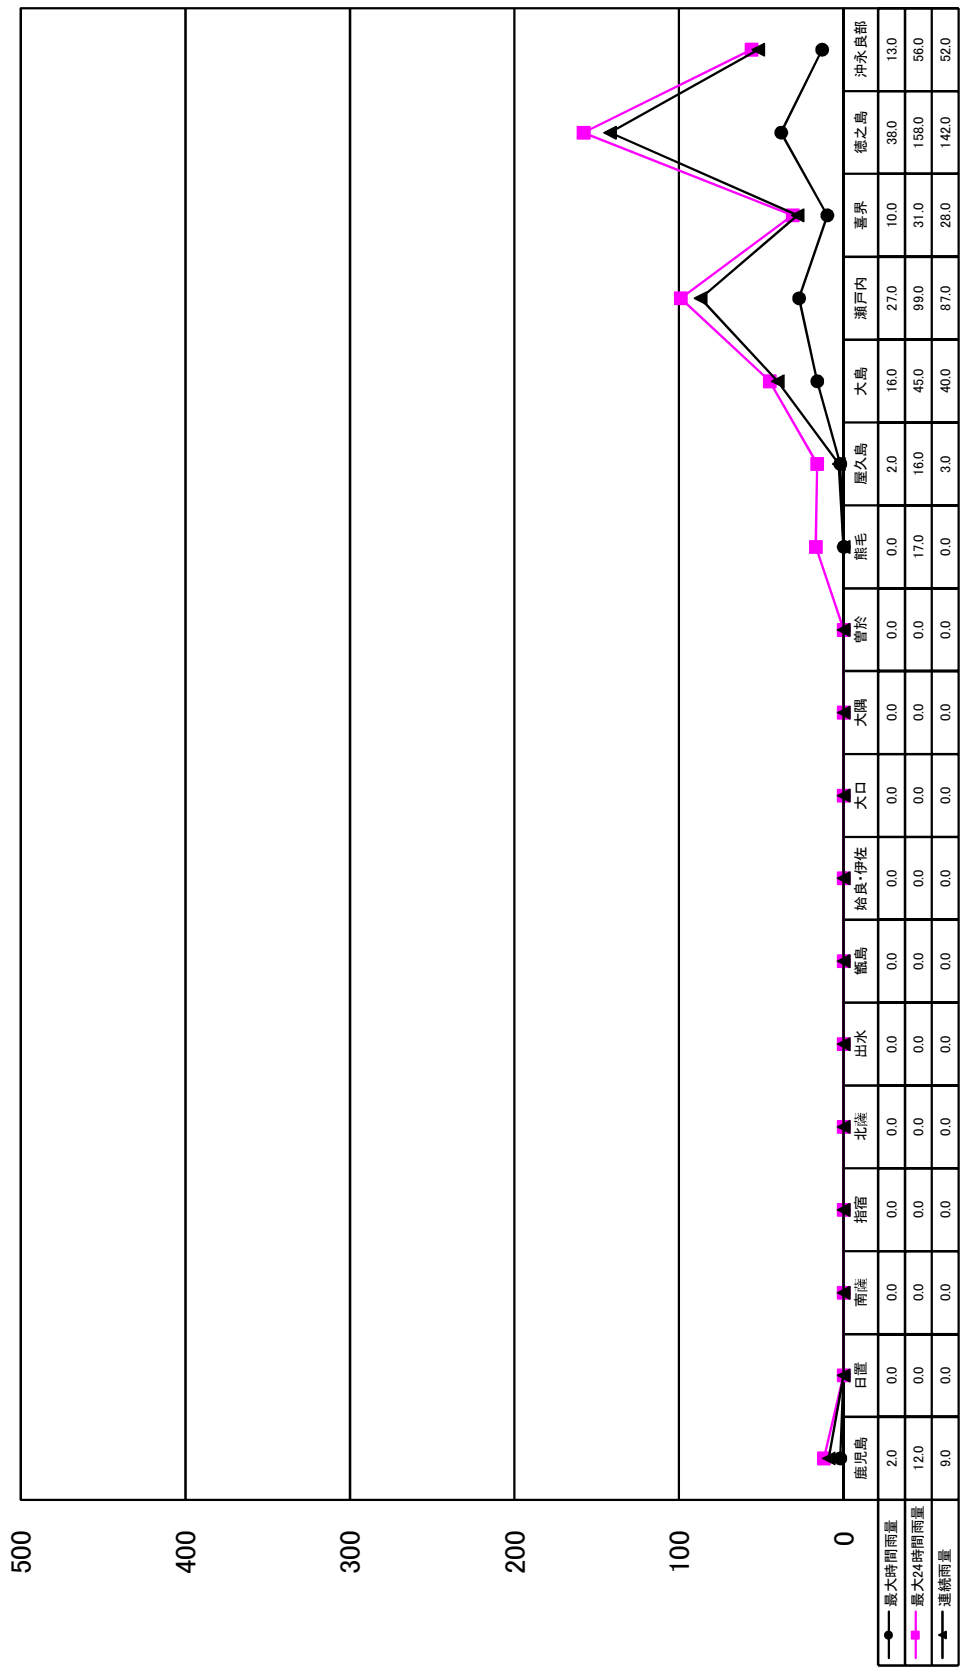 500
400
300
200
100
0
鹿児島 日置 南薩 指宿 北薩 出水 甑島 姶良・伊佐 大口 大隅 曽於 熊毛 屋久島 大島 瀬戸内 喜界 徳之島 沖永良部
最大時間雨量 2.0 0.0 0.0 0.0 0.0 0.0 0.0 0.0 0.0 0.0 0.0 0.0 2.0 16.0 27.0 10.0 38.0 13.0
最大24時間雨量 12.0 0.0 0.0 0.0 0.0 0.0 0.0 0.0 0.0 0.0 0.0 17.0 16.0 45.0 99.0 31.0 158.0 56.0
連続雨量 9.0 0.0 0.0 0.0 0.0 0.0 0.0 0.0 0.0 0.0 0.0 0.0 3.0 40.0 87.0 28.0 142.0 52.0